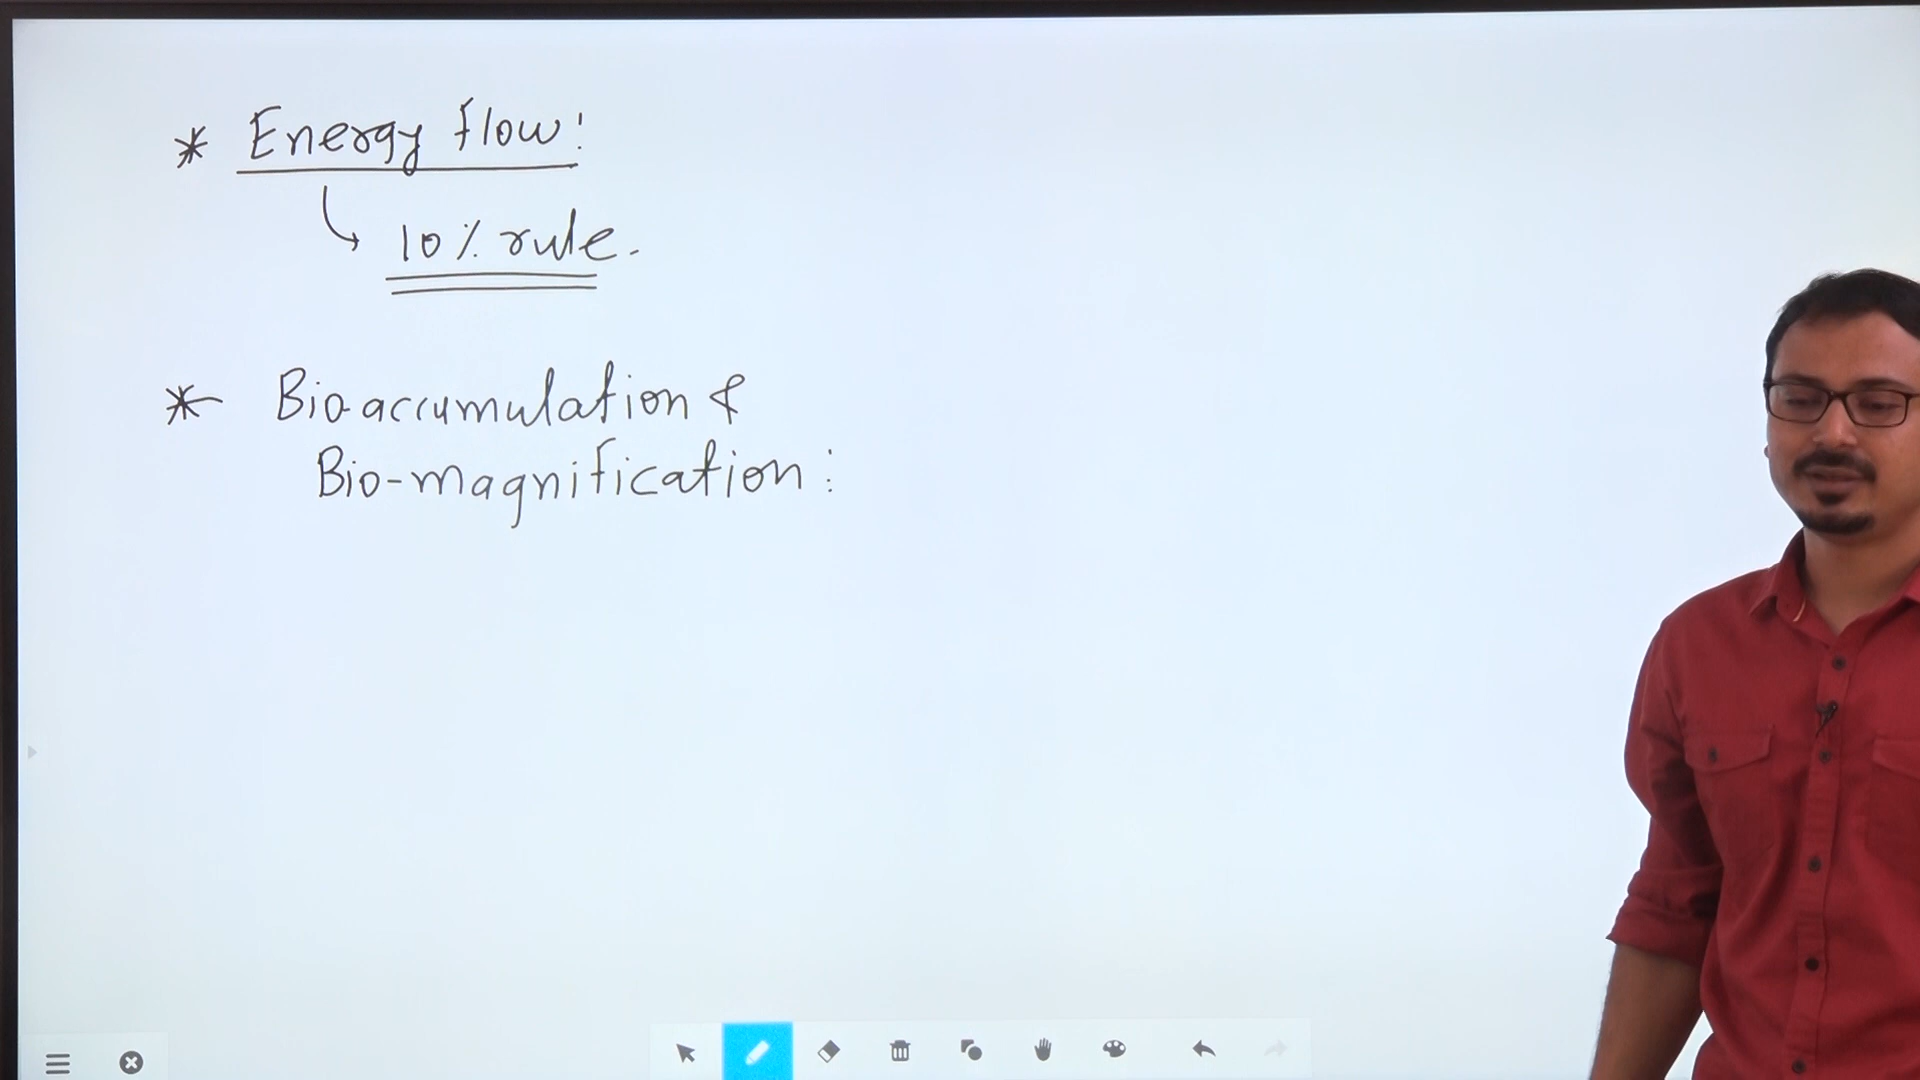 * Energy flow:
10% rule.
* Bio-accumulation &
Bio-magnification: